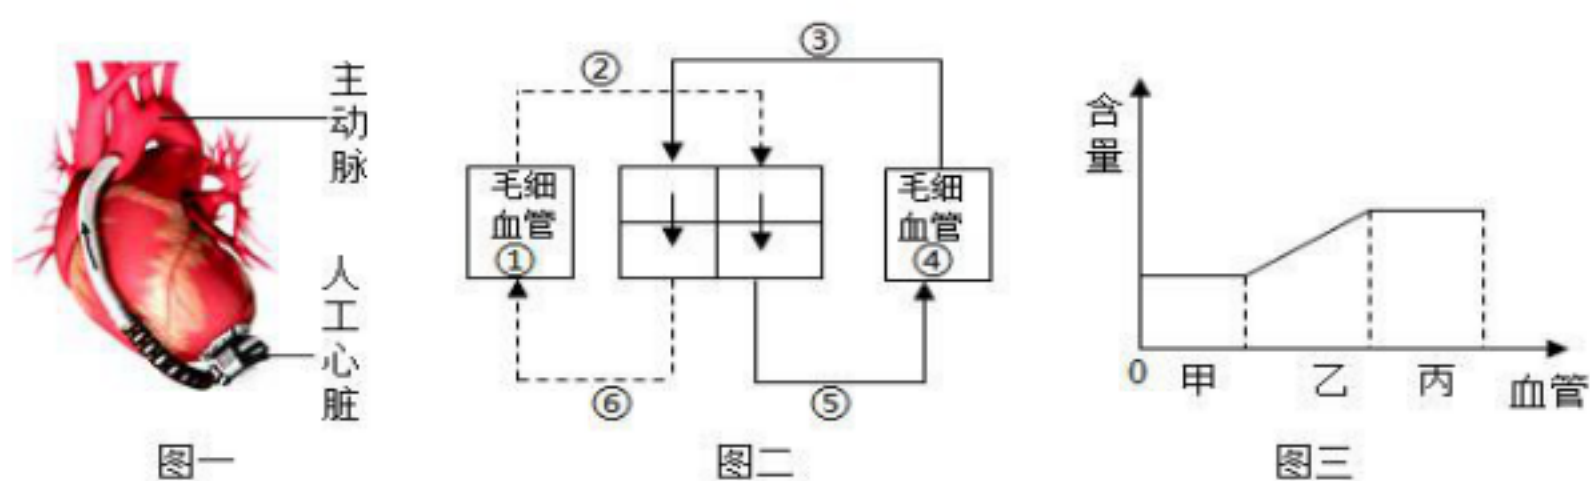 主动脉
人工心脏
图一
②
③
毛细
血管
①
毛细
血管
④
⑥
⑤
图二
含量
0
甲
乙
丙
血管
图三